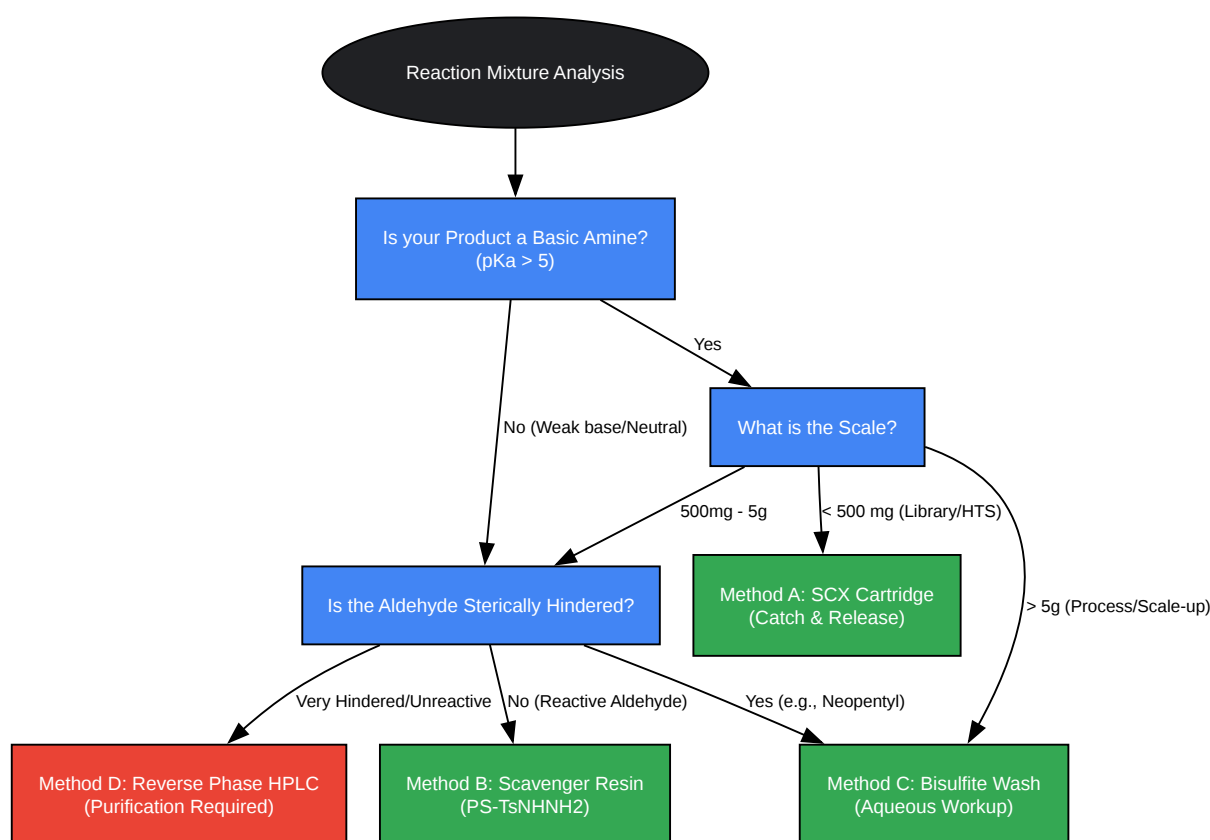 Reaction Mixture Analysis
Is your Product a Basic Amine?
(pKa > 5)
Yes
No (Weak base/Neutral)
What is the Scale?
500mg - 5g
< 500 mg (Library/HTS)
> 5g (Process/Scale-up)
Method A: SCX Cartridge
(Catch & Release)
Is the Aldehyde Sterically Hindered?
Very Hindered/Unreactive
No (Reactive Aldehyde)
Yes (e.g., Neopentyl)
Method D: Reverse Phase HPLC
(Purification Required)
Method B: Scavenger Resin
(PS-TsNHNH2)
Method C: Bisulfite Wash
(Aqueous Workup)